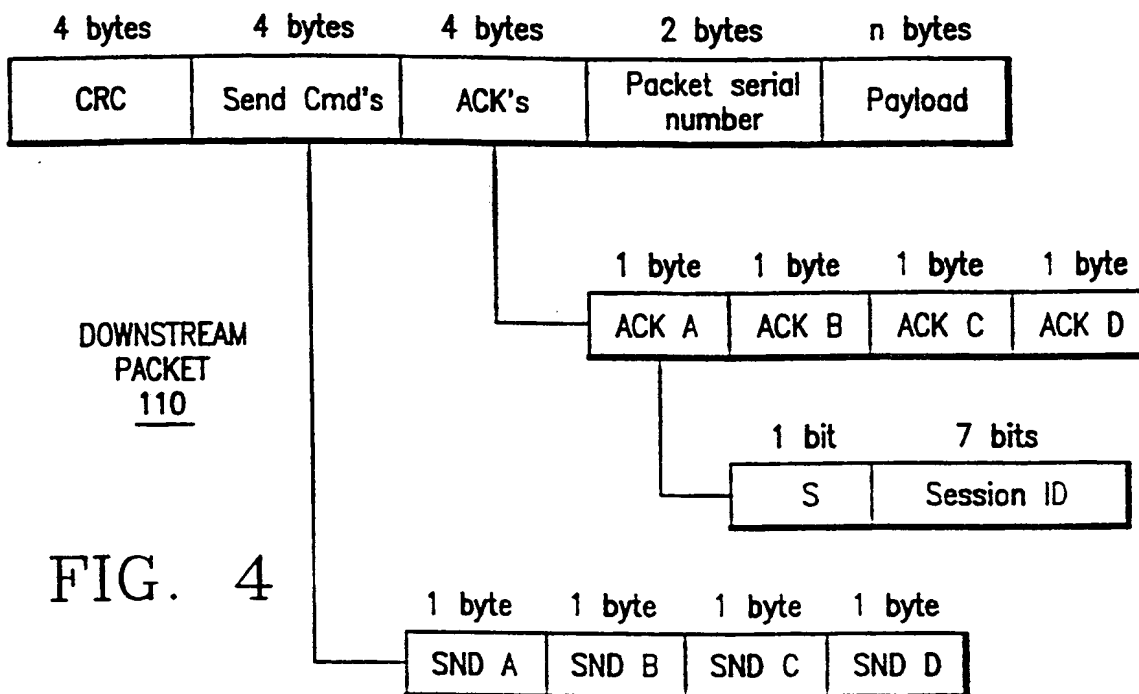 4 bytes 4 bytes 4 bytes 2 bytes n bytes
CRC Send Cmd's ACK's Packet serial number Payload
1 byte 1 byte 1 byte 1 byte
ACK A ACK B ACK C ACK D
DOWNSTREAM
PACKET
110
1 bit 7 bits
S Session ID
FIG. 4
1 byte 1 byte 1 byte 1 byte
SND A SND B SND C SND D